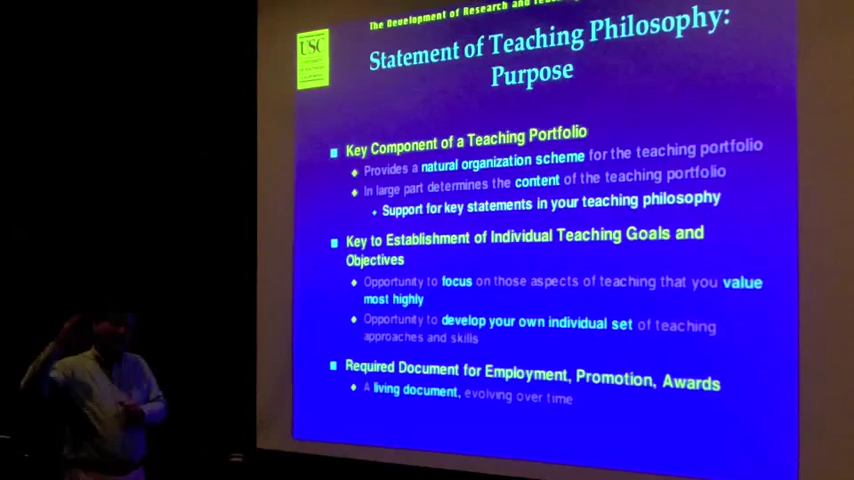 The Development of Research and
USC
Statement of Teaching Philosophy:
Purpose
Key Component of a Teaching Portfolio
Provides a natural organization scheme for the teaching portfolio
In large part determines the content of the teaching portfolio
Support for key statements in your teaching philosophy
Key to Establishment of Individual Teaching Goals and
Objectives
Opportunity to focus on those aspects of teaching that you value
most highly
Opportunity to develop your own individual set of teaching
approaches and skills
Required Document for Employment, Promotion, Awards
A living document, evolving over time